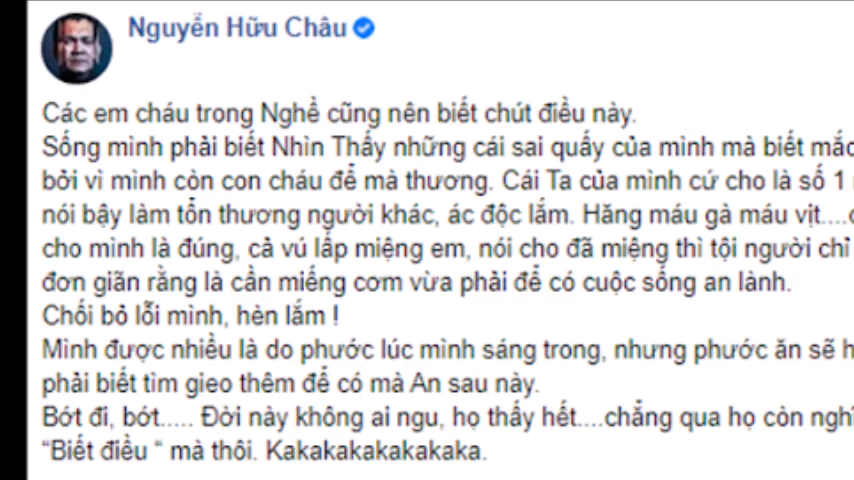 Nguyễn Hữu Châu
Các em cháu trong Nghề cũng nên biết chút điều này.
Sống mình phải biết Nhìn Thấy những cái sai quấy của mình mà biết mắc
bởi vì mình còn con cháu để mà thương. Cái Ta của mình cứ cho là số 1
nói bậy làm tổn thương người khác, ác độc lắm. Hăng máu gà máu vịt....
cho mình là đúng, cả vú lấp miệng em, nói cho đã miệng thì tội người chỉ
đơn giãn rằng là cần miếng cơm vừa phải để có cuộc sống an lành.
Chối bỏ lỗi mình, hèn lắm !
Mình được nhiều là do phước lúc mình sáng trong, nhưng phước ăn sẽ
phải biết tìm gieo thêm để có mà An sau này.
Bớt đi, bớt..... Đời này không ai ngu, họ thấy hết....chẳng qua họ còn
“Biết điều “ mà thôi. Kakakakakakakaka.